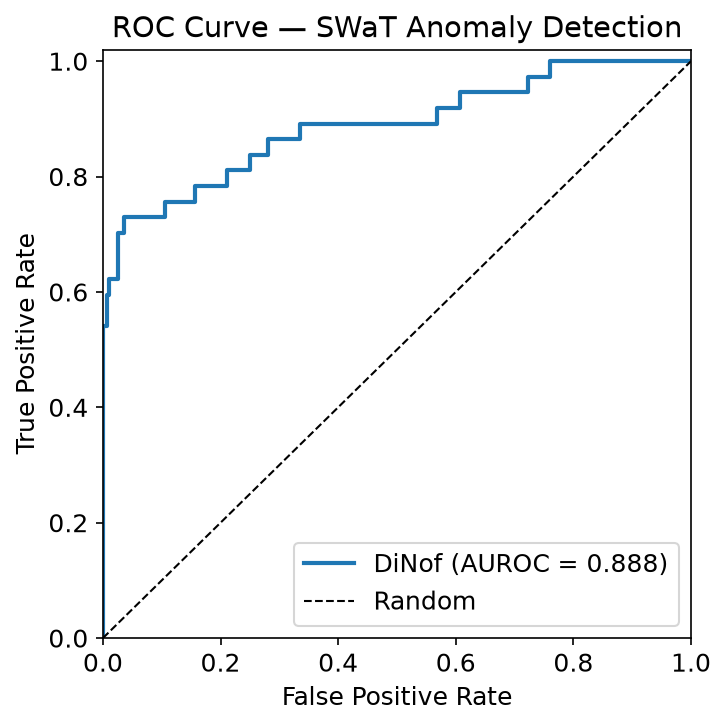 ROC Curve — SWaT Anomaly Detection
1.0
0.8
0.6
0.4
0.2
0.0
True Positive Rate
DiNof (AUROC = 0.888)
Random
0.0 0.2 0.4 0.6 0.8 1.0
False Positive Rate